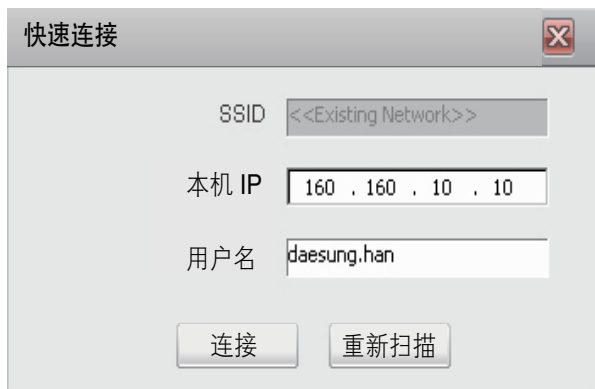 快速连接
SSID <<Existing Network>>
本机 IP 160 . 160 . 10 . 10
用户名 daesung.han
连接 重新扫描